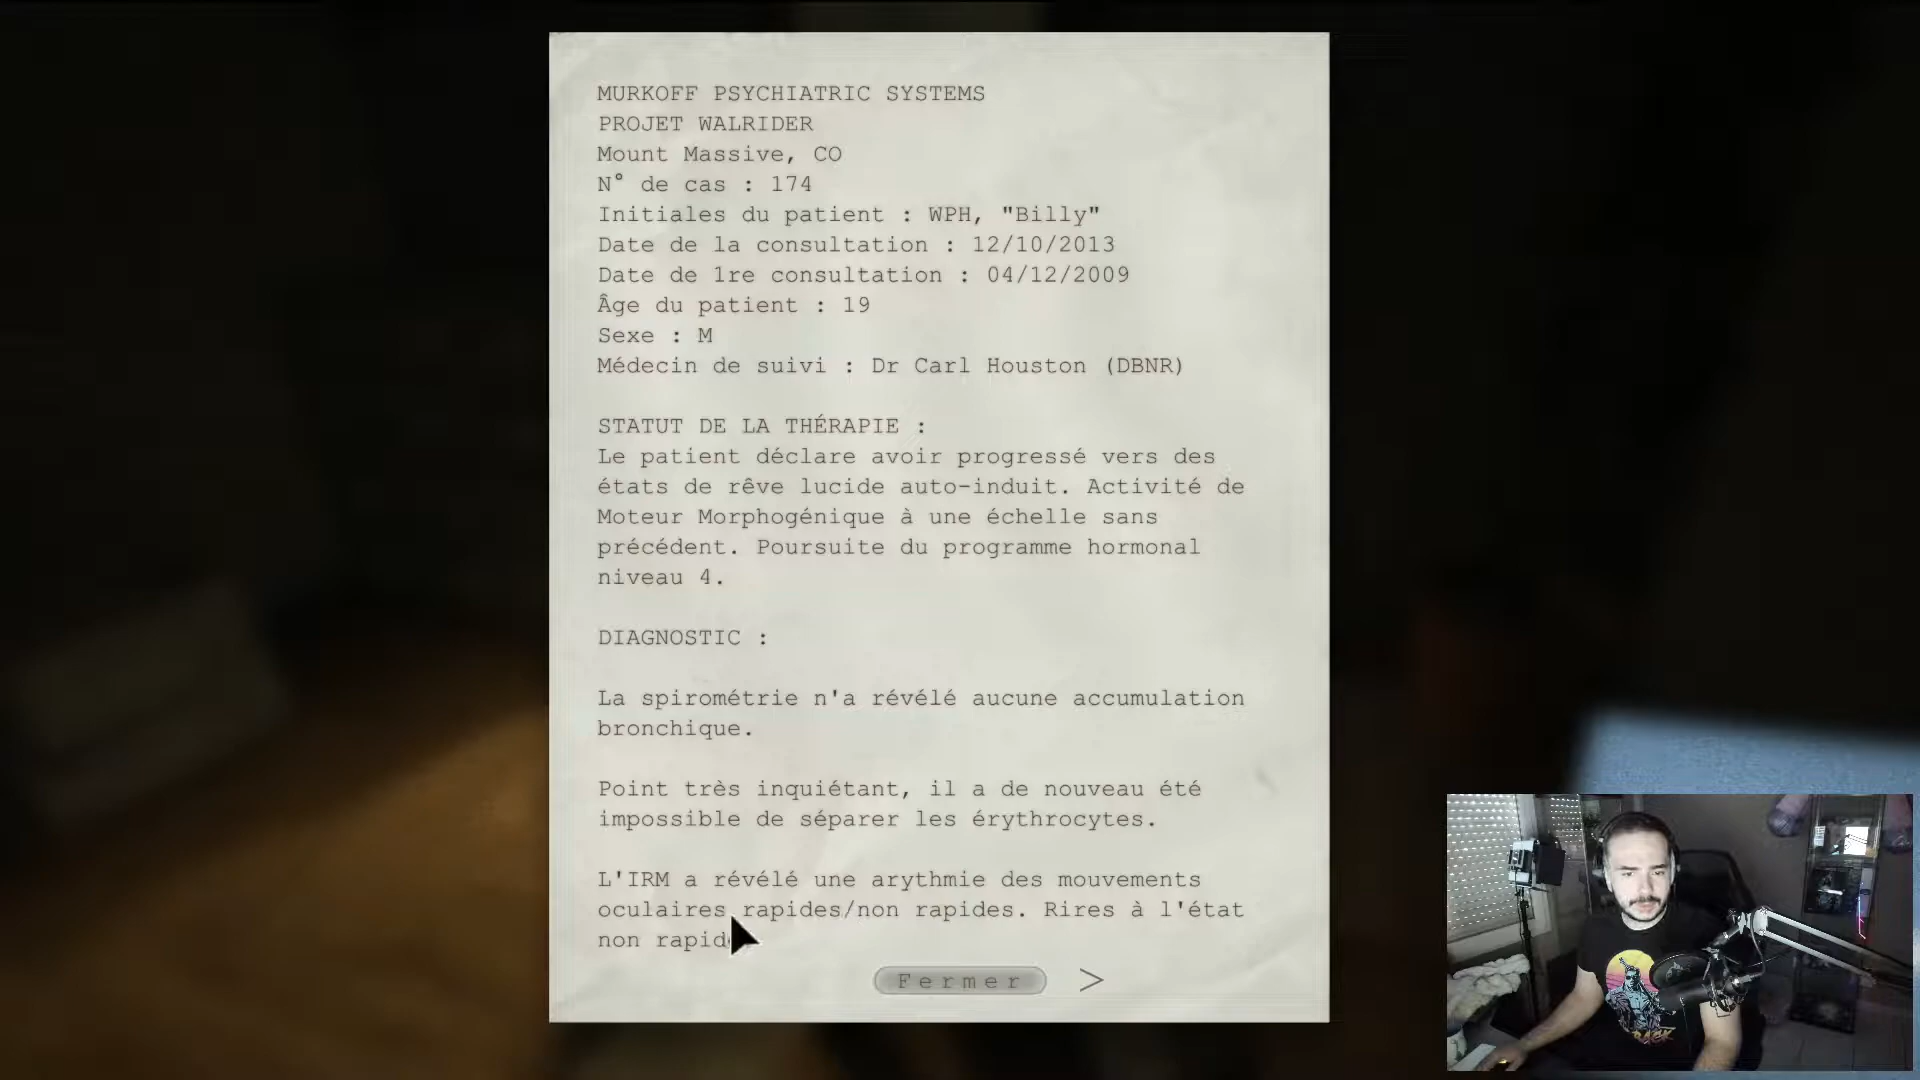 MURKOFF PSYCHIATRIC SYSTEMS
PROJET WALRIDER
Mount Massive, CO
N° de cas : 174
Initiales du patient : WPH, "Billy"
Date de la consultation : 12/10/2013
Date de 1re consultation : 04/12/2009
Âge du patient : 19
Sexe : M
Médecin de suivi : Dr Carl Houston (DBNR)
STATUT DE LA THÉRAPIE :
Le patient déclare avoir progressé vers des
états de rêve lucide auto-induit. Activité de
Moteur Morphogénique à une échelle sans
précédent. Poursuite du programme hormonal
niveau 4.
DIAGNOSTIC :
La spirométrie n'a révélé aucune accumulation
bronchique.
Point très inquiétant, il a de nouveau été
impossible de séparer les érythrocytes.
L'IRM a révélé une arythmie des mouvements
oculaires rapides/non rapides. Rires à l'état
non
Fermer >